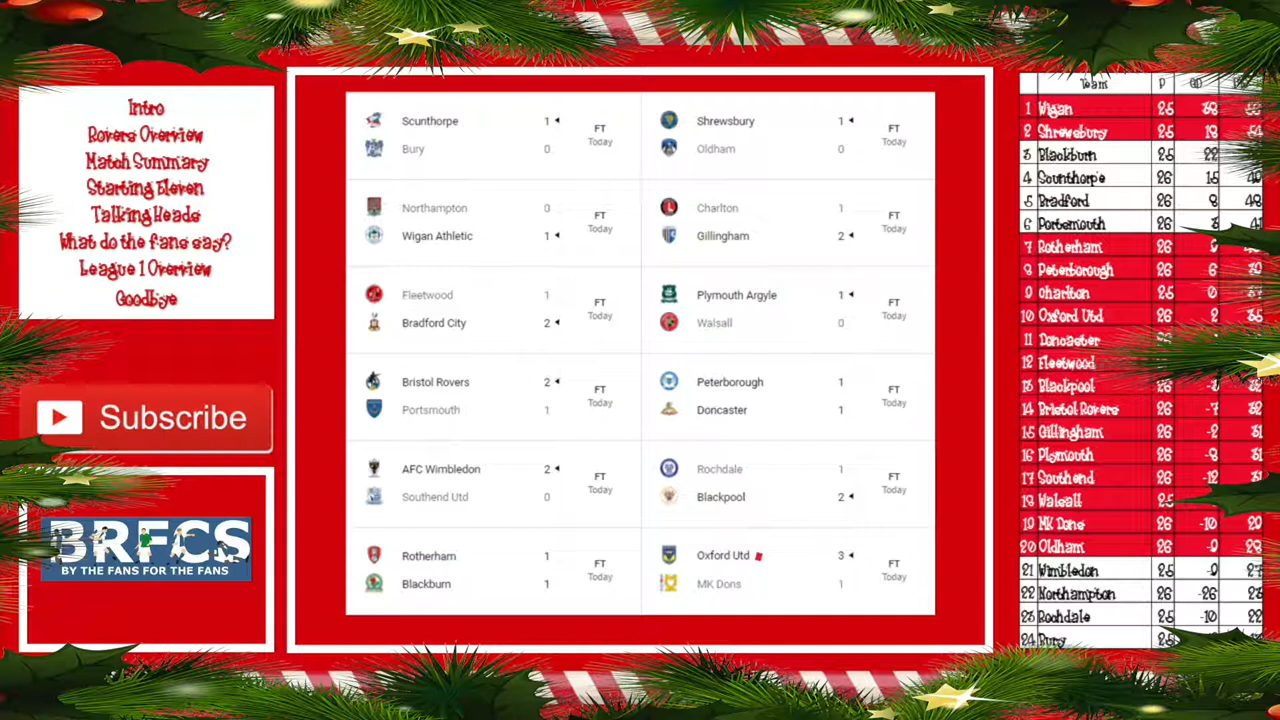 Intro
Rovers Overview
Match Summary
Starting Eleven
Talking Heads
What do the fans say?
League 1 Overview
Goodbye
Subscribe
BRFCS
BY THE FANS FOR THE FANS
Scunthorpe 1
Bury 0
FT
Today
Shrewsbury 1
Oldham 0
FT
Today
Northampton 0
Wigan Athletic 1
FT
Today
Charlton 1
Gillingham 2
FT
Today
Fleetwood 1
Bradford City 2
FT
Today
Plymouth Argyle 1
Walsall 0
FT
Today
Bristol Rovers 2
Portsmouth 1
FT
Today
Peterborough 1
Doncaster 1
FT
Today
AFC Wimbledon 2
Southend Utd 0
FT
Today
Rochdale 1
Blackpool 2
FT
Today
Rotherham 1
Blackburn 1
FT
Today
Oxford Utd 3
MK Dons 1
FT
Today
Team P GD
1 Wigan 25
2 Shrewsbury 25
3 Blackburn 25 22
4 Scunthorpe 26 15
5 Bradford 26 8
6 Portsmouth 26
7 Rotherham 26
8 Peterborough 26 6
9 Charlton 25 0
10 Oxford Utd 26 2
11 Doncaster
12 Fleetwood
13 Blackpool 26
14 Bristol Rovers 26 -7 32
15 Gillingham 26 -2 31
16 Plymouth 26 -8 31
17 Southend 26 -12 31
18 Walsall
19 MK Dons 26 -10
20 Oldham 26
21 Wimbledon 25
22 Northampton 26 -26
23 Rochdale 25 -10 22
24 Bury